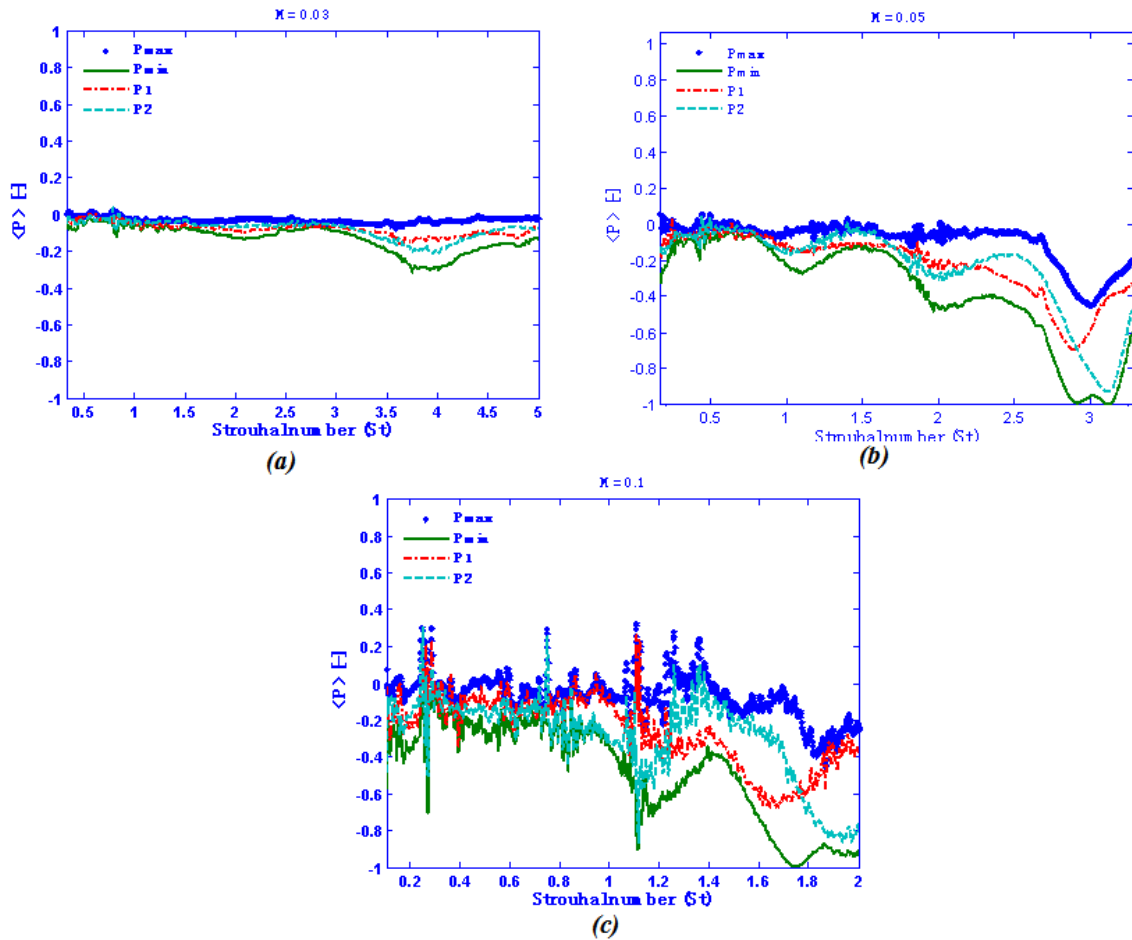 M=0.03
Pmax
Pmin
P1
P2
1
0.8
0.6
0.4
0.2
0
-0.2
-0.4
-0.6
-0.8
-1
<P> [-]
0.5 1 1.5 2 2.5 3 3.5 4 4.5 5
Strouhalnumber (St)
(a)
M=0.05
Pmax
Pmin
P1
P2
1
0.8
0.6
0.4
0.2
0
-0.2
-0.4
-0.6
-0.8
-1
<P> [-]
0.5 1 1.5 2 2.5 3
Strouhalnumber (St)
(b)
M=0.1
Pmax
Pmin
P1
P2
1
0.8
0.6
0.4
0.2
0
-0.2
-0.4
-0.6
-0.8
-1
<P> [-]
0.2 0.4 0.6 0.8 1 1.2 1.4 1.6 1.8 2
Strouhalnumber (St)
(c)